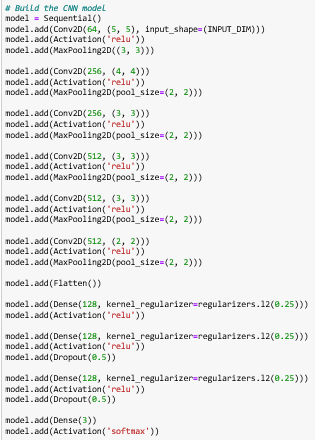 # Build the CNN model
model = Sequential()
model.add(Conv2D(64, (5, 5), input_shape=(INPUT_DIM)))
model.add(Activation('relu'))
model.add(MaxPooling2D((3, 3)))
model.add(Conv2D(256, (4, 4)))
model.add(Activation('relu'))
model.add(MaxPooling2D(pool_size=(2, 2)))
model.add(Conv2D(256, (3, 3)))
model.add(Activation('relu'))
model.add(MaxPooling2D(pool_size=(2, 2)))
model.add(Conv2D(512, (3, 3)))
model.add(Activation('relu'))
model.add(MaxPooling2D(pool_size=(2, 2)))
model.add(Conv2D(512, (3, 3)))
model.add(Activation('relu'))
model.add(MaxPooling2D(pool_size=(2, 2)))
model.add(Conv2D(512, (2, 2)))
model.add(Activation('relu'))
model.add(MaxPooling2D(pool_size=(2, 2)))
model.add(Flatten())
model.add(Dense(128, kernel_regularizer=regularizers.l2(0.25)))
model.add(Activation('relu'))
model.add(Dense(128, kernel_regularizer=regularizers.l2(0.25)))
model.add(Activation('relu'))
model.add(Dropout(0.5))
model.add(Dense(128, kernel_regularizer=regularizers.l2(0.25)))
model.add(Activation('relu'))
model.add(Dropout(0.5))
model.add(Dense(3))
model.add(Activation('softmax'))